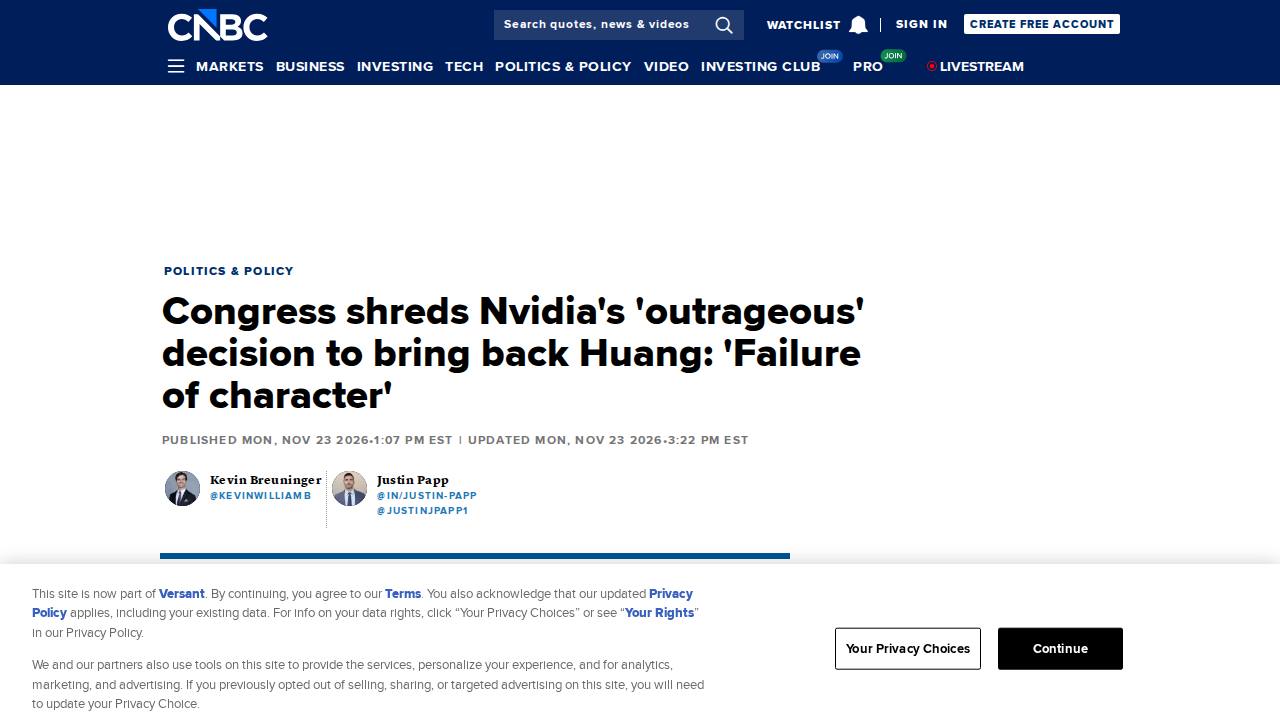 CNBC
Search quotes, news & videos
WATCHLIST
SIGN IN
CREATE FREE ACCOUNT
MARKETS
BUSINESS
INVESTING
TECH
POLITICS & POLICY
VIDEO
INVESTING CLUB
JOIN
PRO
JOIN
LIVESTREAM
POLITICS & POLICY
Congress shreds Nvidia's 'outrageous'
decision to bring back Huang: 'Failure
of character'
PUBLISHED MON, NOV 23 2026•1:07 PM EST | UPDATED MON, NOV 23 2026•3:22 PM EST
Kevin Breuninger
@KEVINWILLIAMB
Justin Papp
@IN/JUSTIN-PAPP
@JUSTINJPAPP1
This site is now part of Versant. By continuing, you agree to our Terms. You also acknowledge that our updated Privacy
Policy applies, including your existing data. For info on your data rights, click “Your Privacy Choices” or see “Your Rights”
in our Privacy Policy.
We and our partners also use tools on this site to provide the services, personalize your experience, and for analytics,
marketing, and advertising. If you previously opted out of selling, sharing, or targeted advertising on this site, you will need
to update your Privacy Choice.
Your Privacy Choices
Continue